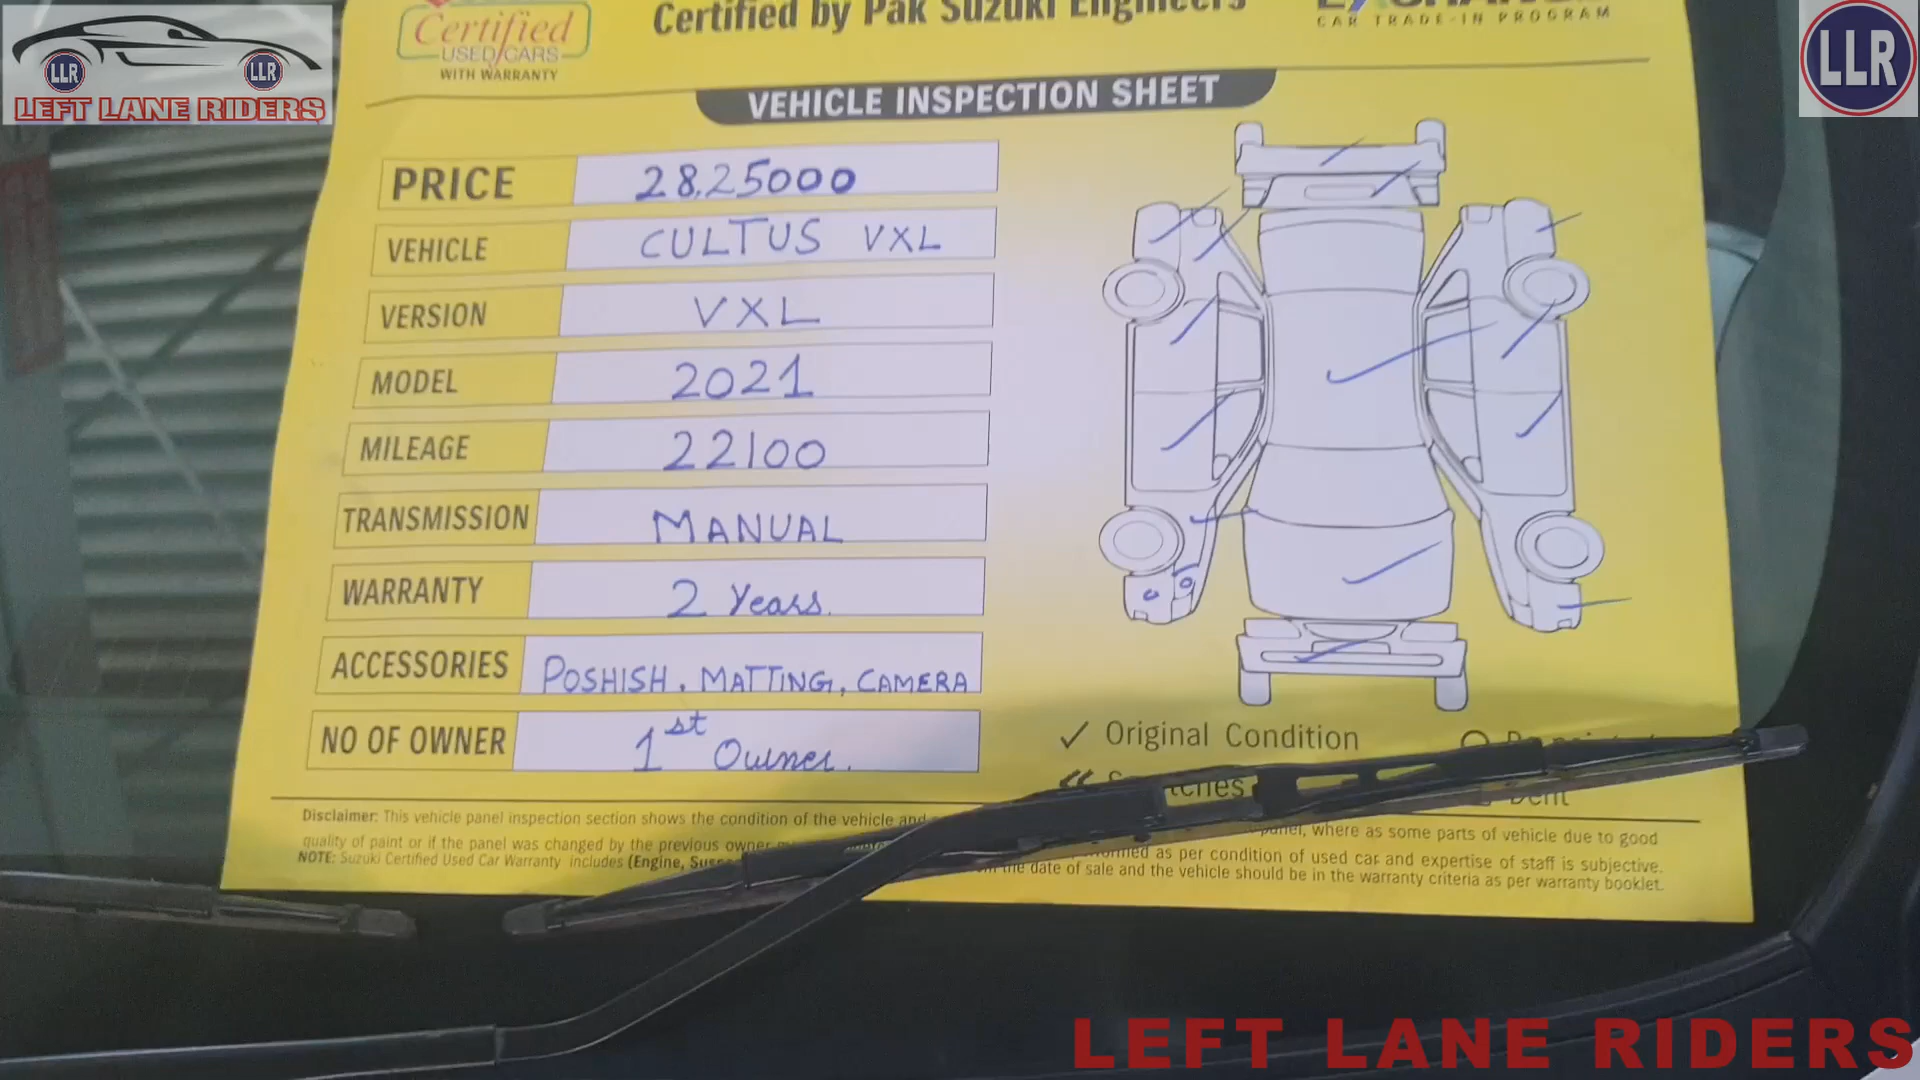 LLR
LLR
LEFT LANE RIDERS
Certified
USED CARS
WITH WARRANTY
Certified by Pak Suzuki Engineers
CAR TRADE-IN PROGRAM
LLR
VEHICLE INSPECTION SHEET
PRICE 28,25000
VEHICLE CULTUS VXL
VERSION VXL
MODEL 2021
MILEAGE 22100
TRANSMISSION MANUAL
WARRANTY 2 Years.
ACCESSORIES POSHISH, MATTING, CAMERA
NO OF OWNER 1st Owner.
✓ Original Condition
Dent
Disclaimer: This vehicle panel inspection section shows the condition of the vehicle and panel, where as some parts of vehicle due to good
quality of paint or if the panel was changed by the previous owner as per condition of used car and expertise of staff is subjective.
NOTE: Suzuki Certified Used Car Warranty includes (Engine, the date of sale and the vehicle should be in the warranty criteria as per warranty booklet.
LEFT LANE RIDERS